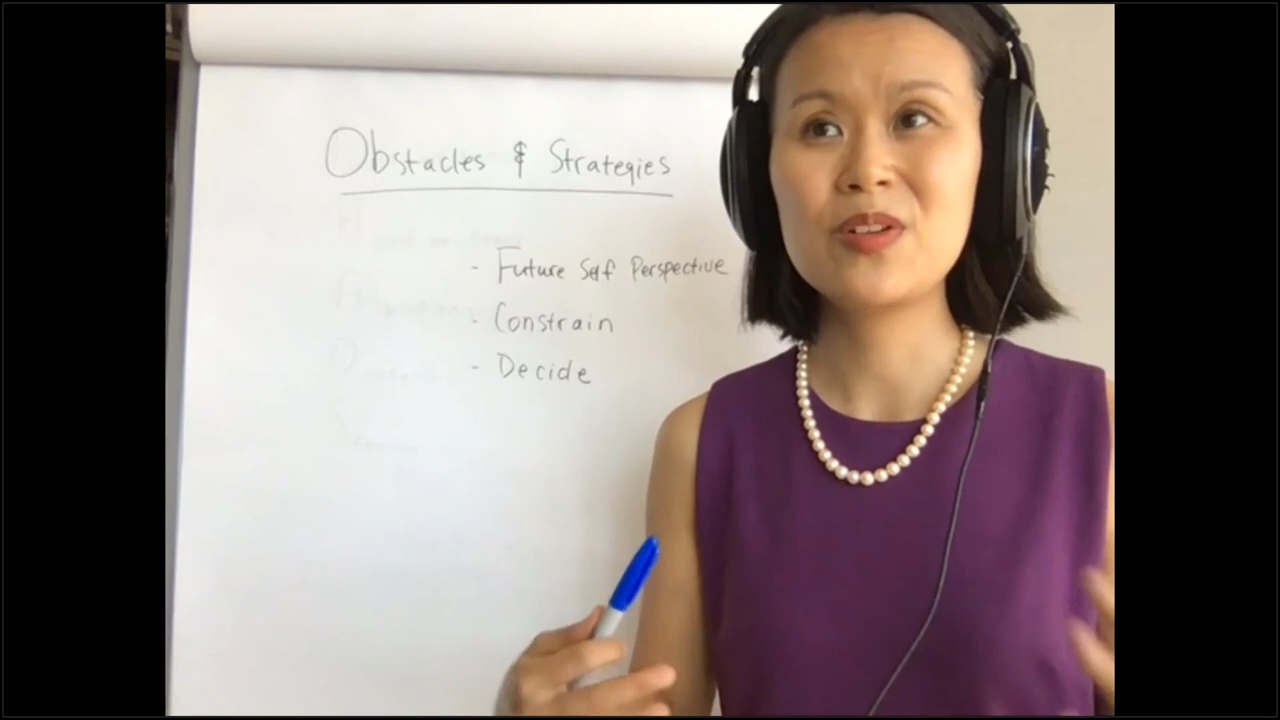 Obstacles & Strategies
- Future Self Perspective
- Constrain
- Decide